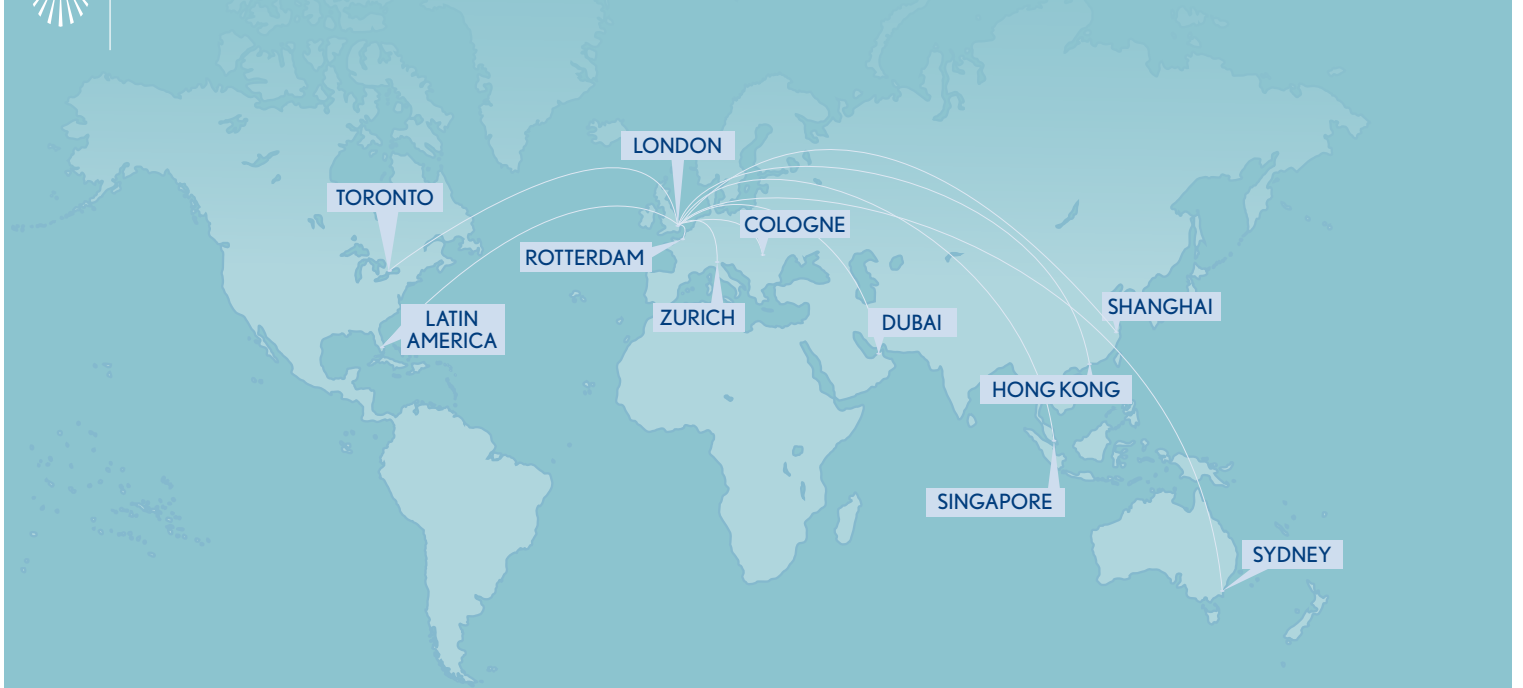 LONDON
TORONTO
COLOGNE
ROTTERDAM
LATIN
AMERICA
ZURICH
DUBAI
SHANGHAI
HONG KONG
SINGAPORE
SYDNEY